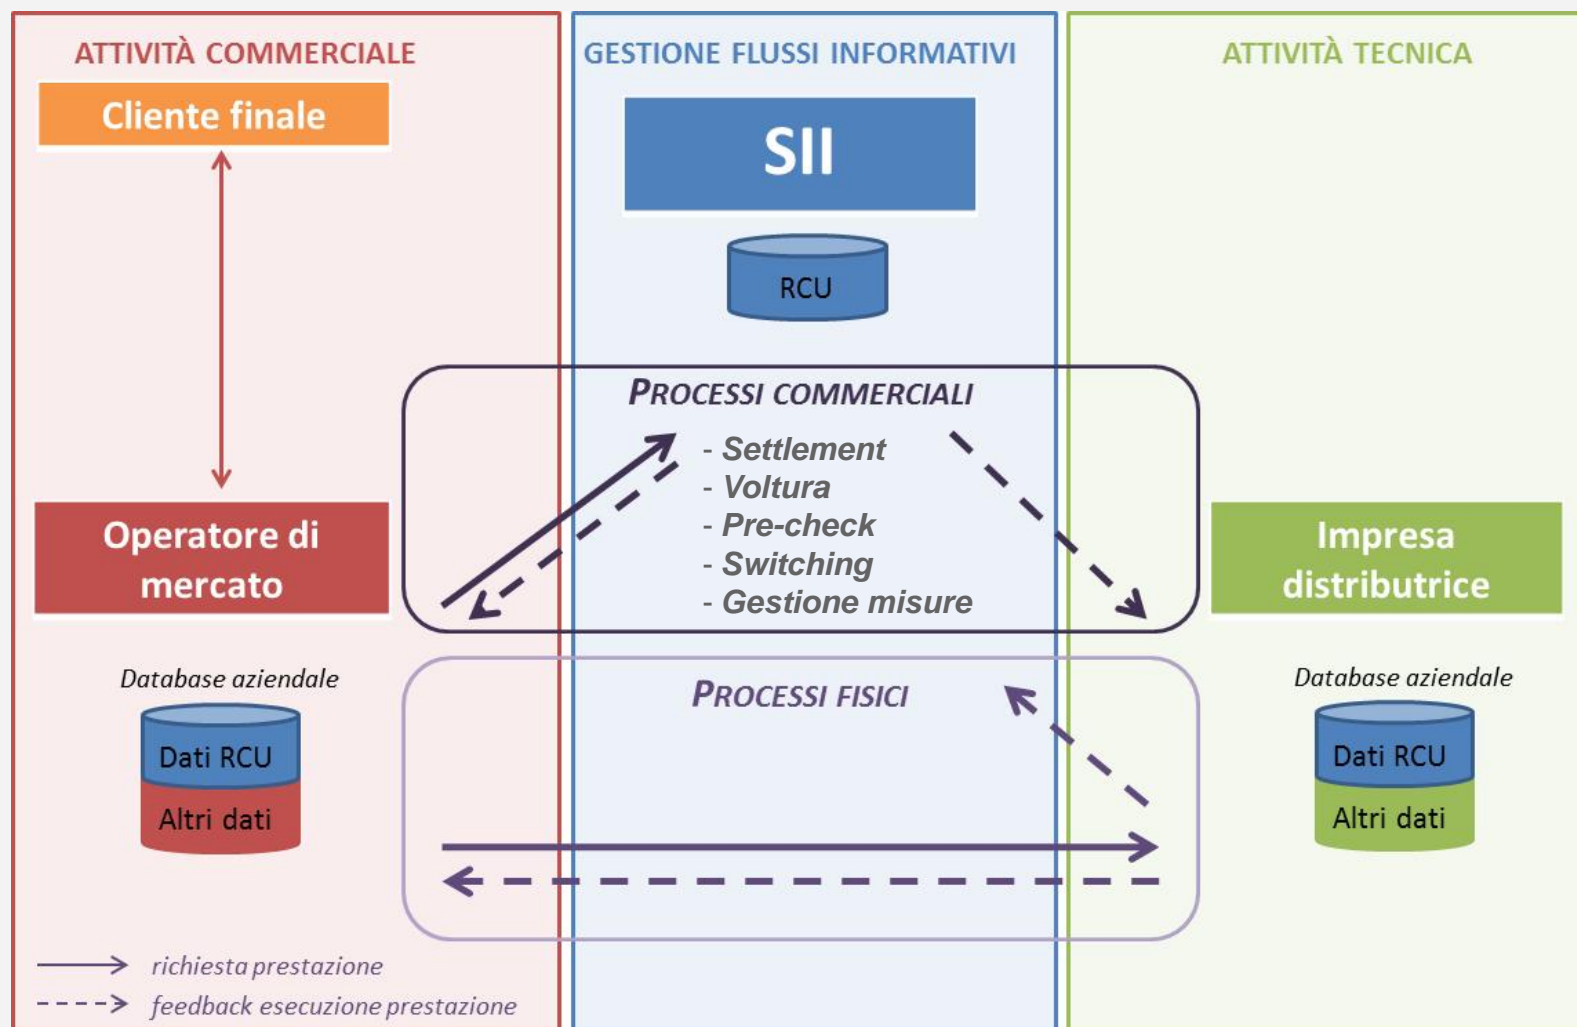 ATTIVITÀ COMMERCIALE
GESTIONE FLUSSI INFORMATIVI
ATTIVITÀ TECNICA
Cliente finale
SII
RCU
PROCESSI COMMERCIALI
- Settlement
- Voltura
- Pre-check
- Switching
- Gestione misure
Operatore di
mercato
Impresa
distributrice
Database aziendale
Dati RCU
Altri dati
PROCESSI FISICI
Database aziendale
Dati RCU
Altri dati
richiesta prestazione
feedback esecuzione prestazione